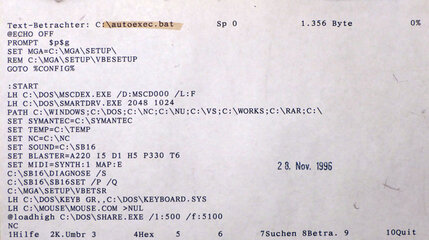 Text-Betrachter: C:\autoexec.bat Sp 0 1.356 Byte 0%
@ECHO OFF
PROMPT $p$g
SET MGA=C:\MGA\SETUP\
REM C:\MGA\SETUP\VBESETUP
GOTO %CONFIG%
:START
LH C:\DOS\MSCDEX.EXE /D:MSCD000 /L:F
LH C:\DOS\SMARTDRV.EXE 2048 1024
PATH C:\WINDOWS;C:\DOS;C:\NC;C:\NU;C:\VS;C:\WORKS;C:\RAR;C:\
SET SYMANTEC=C:\SYMANTEC
SET TEMP=C:\TEMP
SET NC=C:\NC
SET SOUND=C:\SB16
SET BLASTER=A220 I5 D1 H5 P330 T6
SET MIDI=SYNTH:1 MAP:E
C:\SB16\DIAGNOSE /S
C:\SB16\SB16SET /P /Q
C:\MGA\SETUP\VBETSR
LH C:\DOS\KEYB GR,,C:\DOS\KEYBOARD.SYS
LH C:\MOUSE\MOUSE.COM >NUL
@loadhigh C:\DOS\SHARE.EXE /l:500 /f:5100
NC
28. Nov. 1996
1Hilfe 2K.Umbr 3 4Hex 5 6 7Suchen 8Betra. 9 10Quit